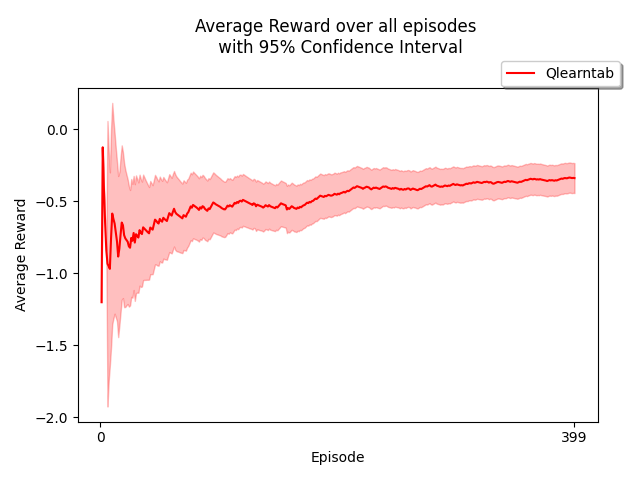 Average Reward over all episodes
with 95% Confidence Interval
Qlearntab
0.0
−0.5
−1.0
−1.5
−2.0
Average Reward
0
399
Episode